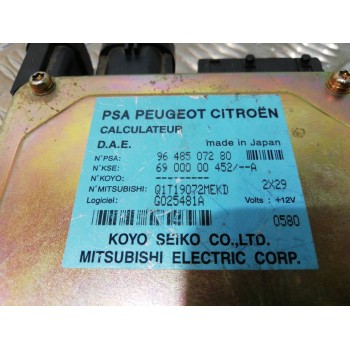 PSA PEUGEOT CITROËN
CALCULATEUR
D.A.E. made in Japan
N°PSA: 96 485 072 80
N°KSE: 69 000 00 452/--A
N°KOYO: ----------
N°MITSUBISHI: Q1T19072MEKD 2X29
Logiciel: G025481A Volts : +12V
0580
KOYO SEIKO CO.,LTD.
MITSUBISHI ELECTRIC CORP.